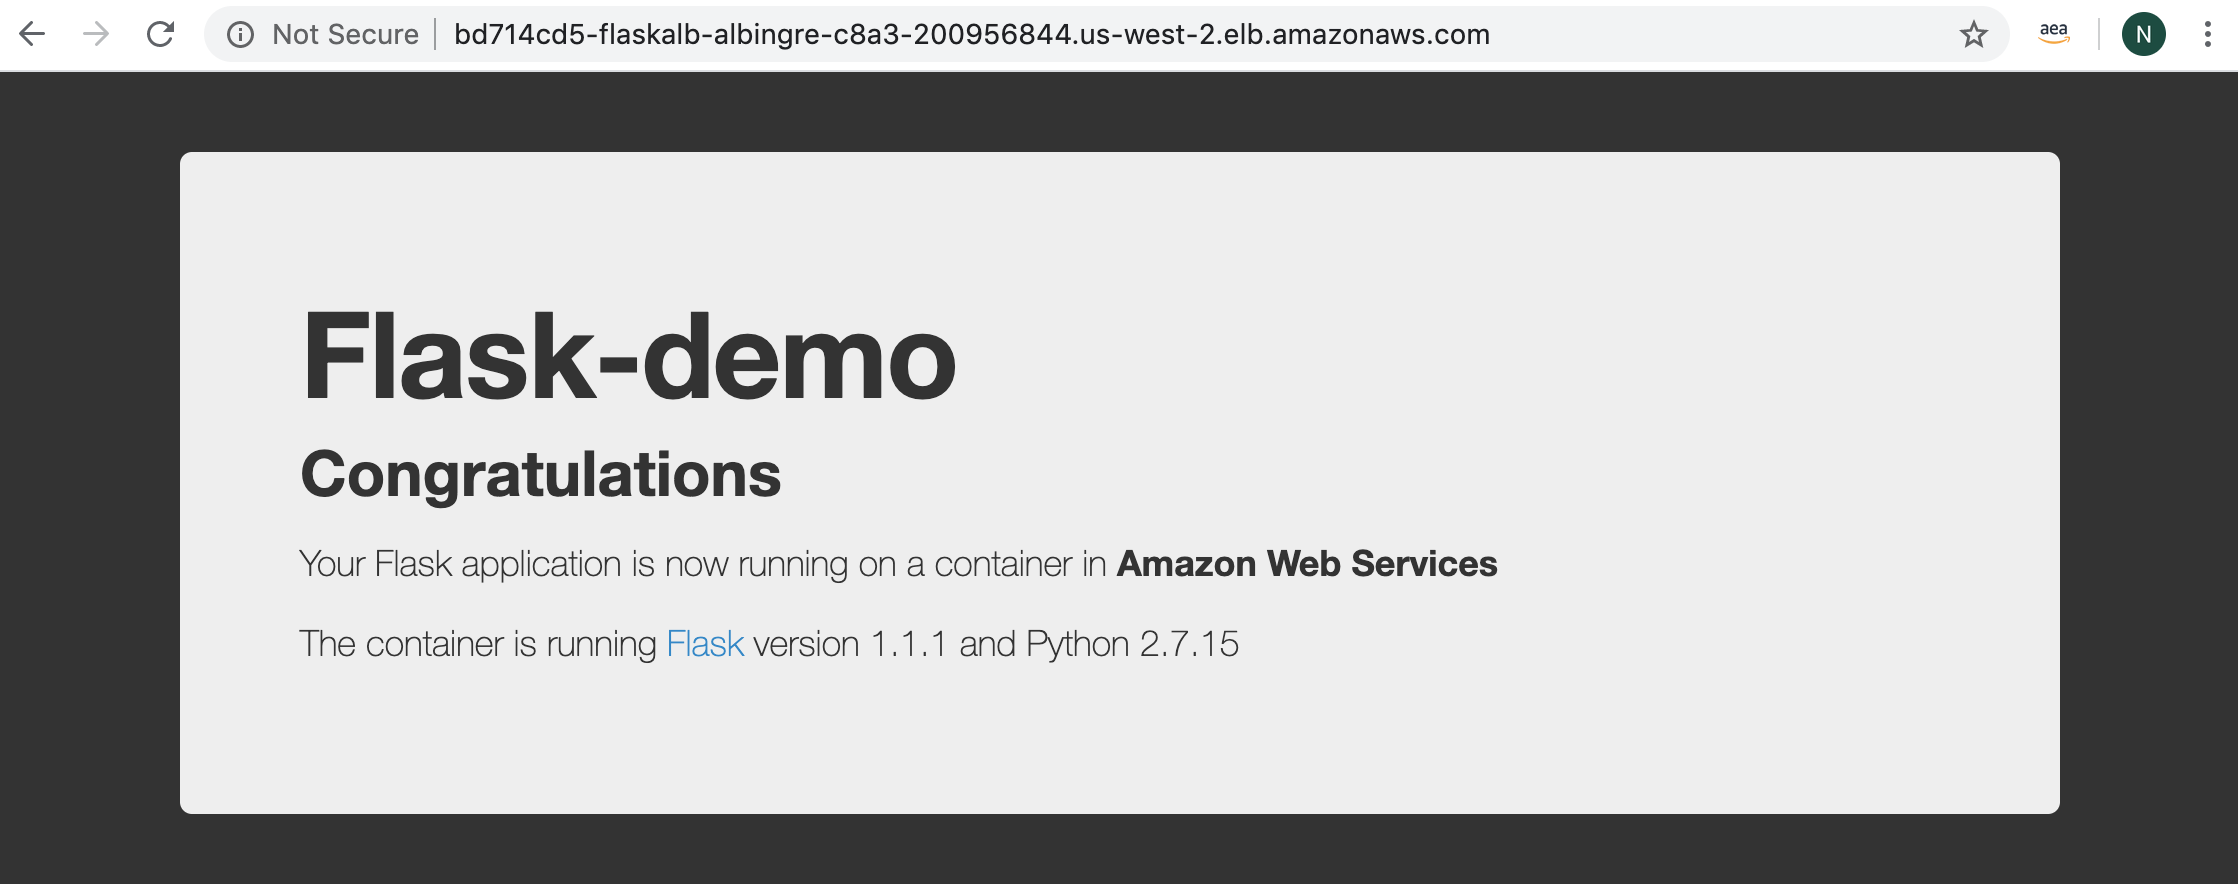 Not Secure bd714cd5-flaskalb-albingre-c8a3-200956844.us-west-2.elb.amazonaws.com aea N
Flask-demo
Congratulations
Your Flask application is now running on a container in Amazon Web Services
The container is running Flask version 1.1.1 and Python 2.7.15